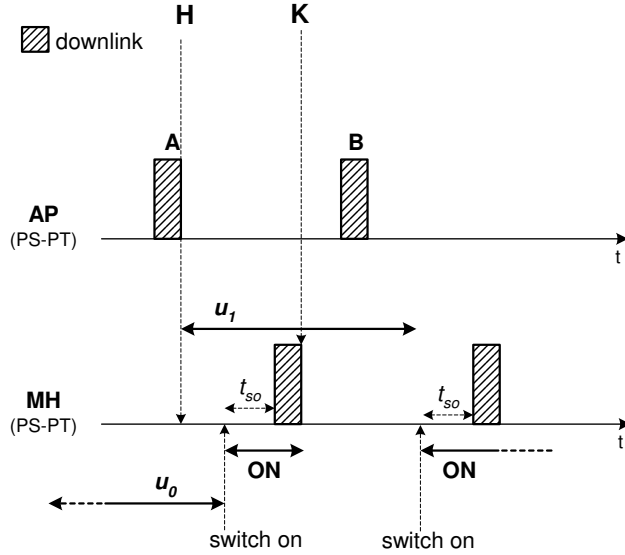 H
K
downlink
A
B
AP
(PS-PT)
t
u1
tso
tso
MH
(PS-PT)
t
ON
ON
u0
switch on
switch on